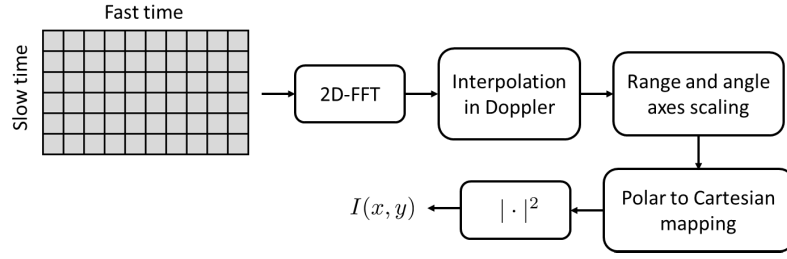 Fast time
Slow time
2D-FFT
Interpolation
in Doppler
Range and angle
axes scaling
Polar to Cartesian
mapping
| · |²
I(x, y)